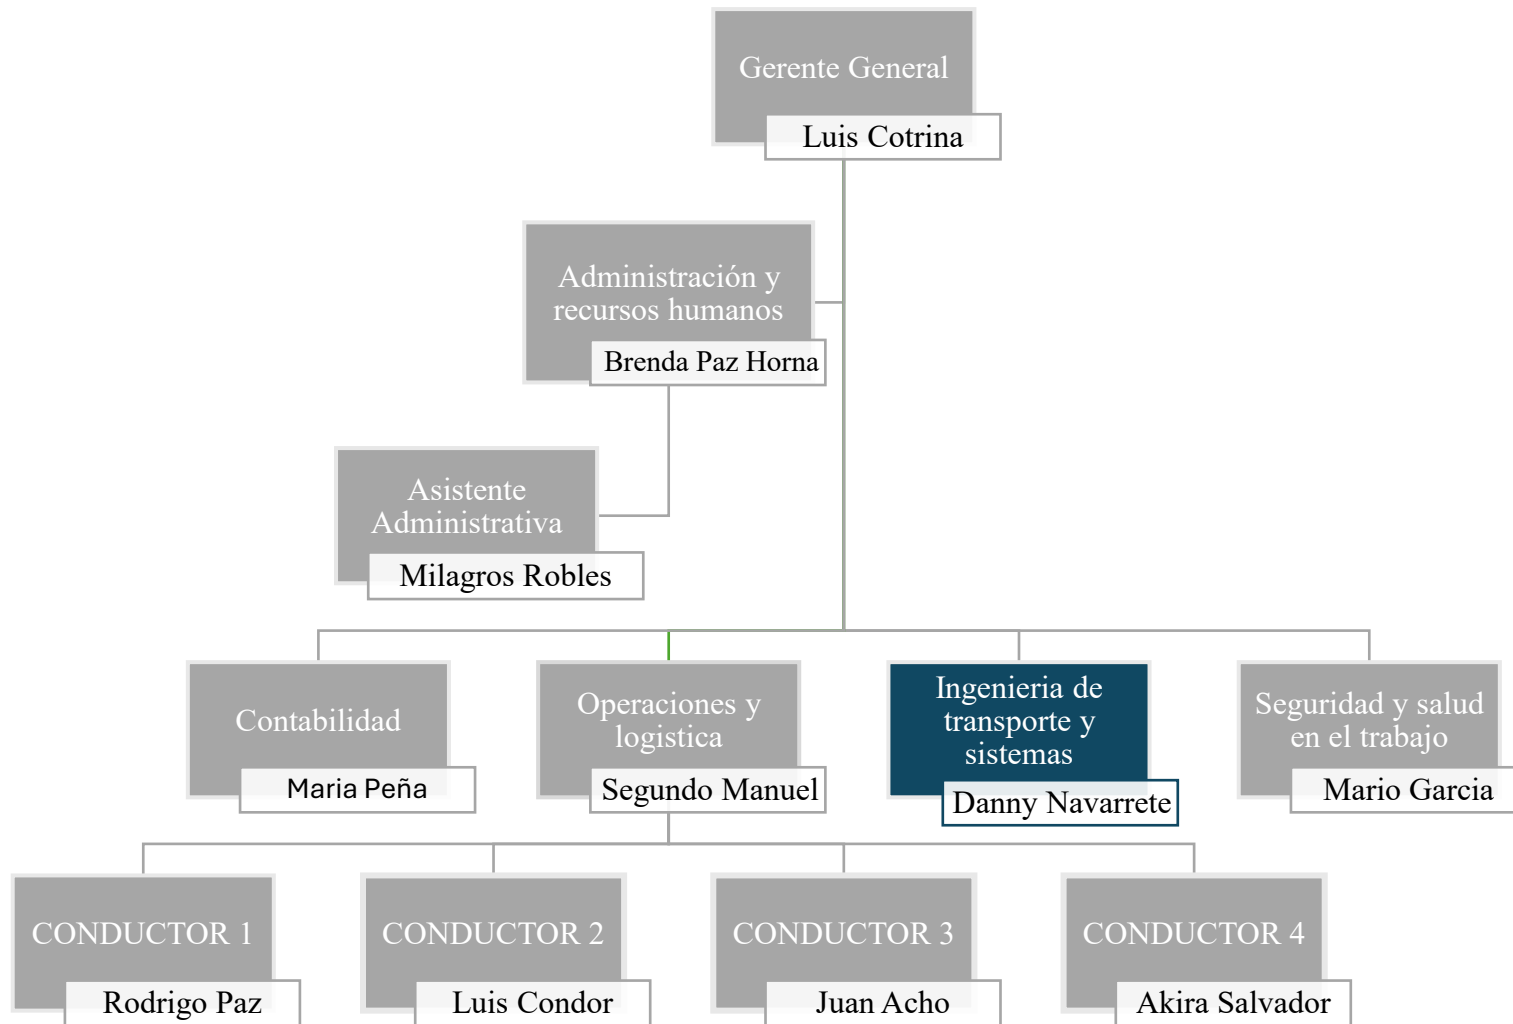 Gerente General
Luis Cotrina
Administración y
recursos humanos
Brenda Paz Horna
Asistente
Administrativa
Milagros Robles
Contabilidad
Maria Peña
Operaciones y
logistica
Segundo Manuel
Ingenieria de
transporte y
sistemas
Danny Navarrete
Seguridad y salud
en el trabajo
Mario Garcia
CONDUCTOR 1
Rodrigo Paz
CONDUCTOR 2
Luis Condor
CONDUCTOR 3
Juan Acho
CONDUCTOR 4
Akira Salvador